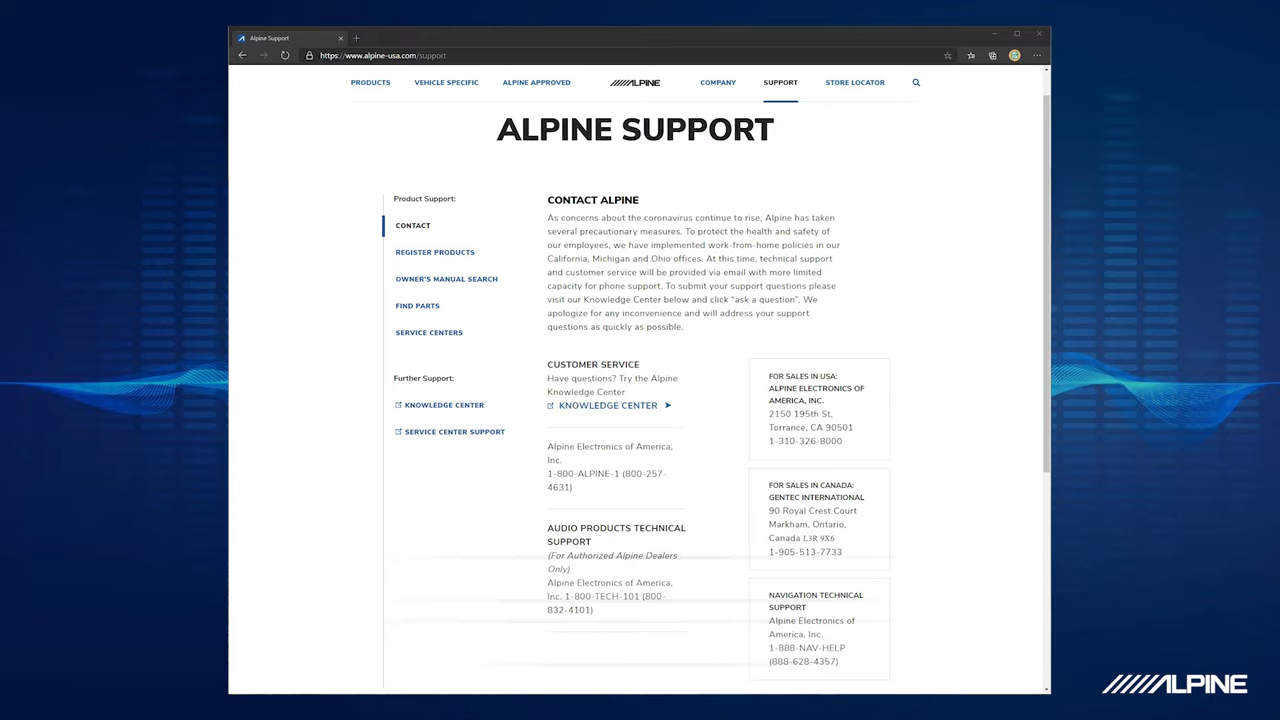 Alpine Support
https://www.alpine-usa.com/support
PRODUCTS
VEHICLE SPECIFIC
ALPINE APPROVED
ALPINE
COMPANY
SUPPORT
STORE LOCATOR
ALPINE SUPPORT
Product Support:
CONTACT
REGISTER PRODUCTS
OWNER'S MANUAL SEARCH
FIND PARTS
SERVICE CENTERS
Further Support:
KNOWLEDGE CENTER
SERVICE CENTER SUPPORT
CONTACT ALPINE
As concerns about the coronavirus continue to rise, Alpine has taken
several precautionary measures. To protect the health and safety of
our employees, we have implemented work-from-home policies in our
California, Michigan and Ohio offices. At this time, technical support
and customer service will be provided via email with more limited
capacity for phone support. To submit your support questions please
visit our Knowledge Center below and click “ask a question”. We
apologize for any inconvenience and will address your support
questions as quickly as possible.
CUSTOMER SERVICE
Have questions? Try the Alpine
Knowledge Center
KNOWLEDGE CENTER
Alpine Electronics of America,
Inc.
1-800-ALPINE-1 (800-257-
4631)
AUDIO PRODUCTS TECHNICAL
SUPPORT
(For Authorized Alpine Dealers
Only)
Alpine Electronics of America,
Inc. 1-800-TECH-101 (800-
832-4101)
FOR SALES IN USA:
ALPINE ELECTRONICS OF
AMERICA, INC.
2150 195th St,
Torrance, CA 90501
1-310-326-8000
FOR SALES IN CANADA:
GENTEC INTERNATIONAL
90 Royal Crest Court
Markham, Ontario,
Canada L3R 9X6
1-905-513-7733
NAVIGATION TECHNICAL
SUPPORT
Alpine Electronics of
America, Inc.
1-888-NAV-HELP
(888-628-4357)
ALPINE